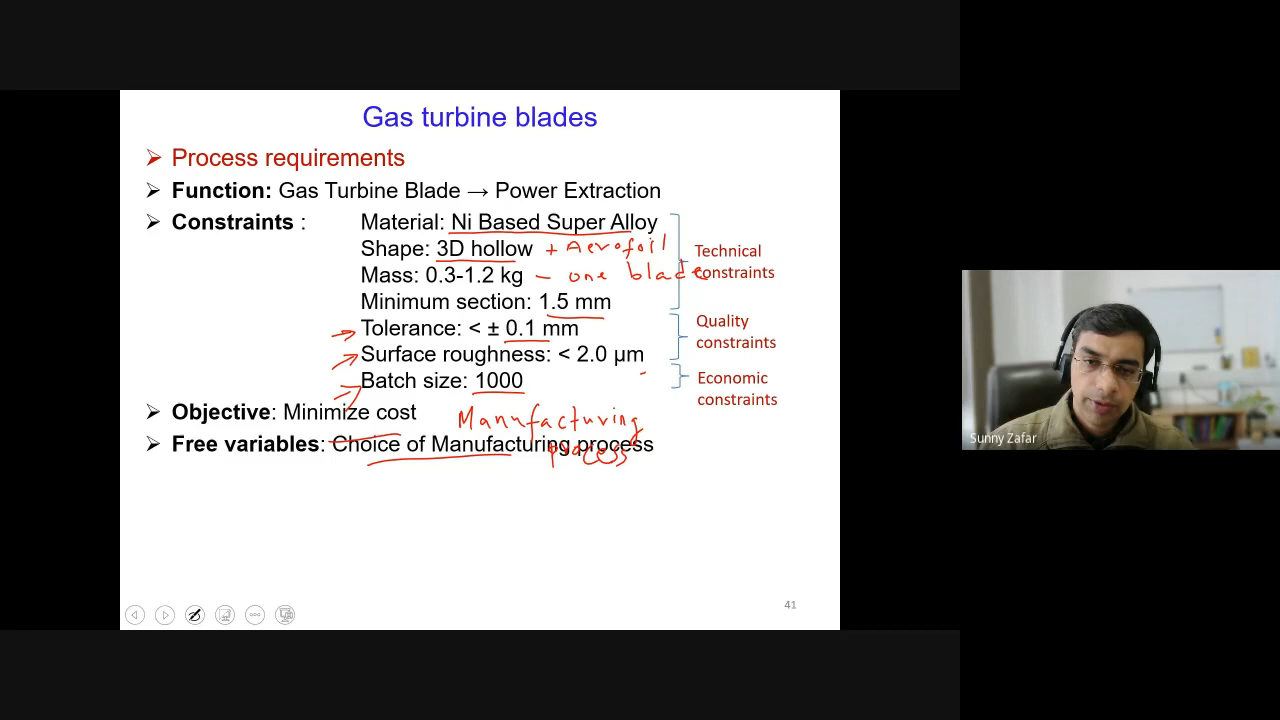 Gas turbine blades
➢ Process requirements
➢ Function: Gas Turbine Blade → Power Extraction
➢ Constraints : Material: Ni Based Super Alloy
Shape: 3D hollow + Aerofoil
Mass: 0.3-1.2 kg – one blade
Minimum section: 1.5 mm
Technical
constraints
Tolerance: < ± 0.1 mm
Surface roughness: < 2.0 µm
Quality
constraints
Batch size: 1000
Economic
constraints
➢ Objective: Minimize cost
Manufacturing
process
➢ Free variables: Choice of Manufacturing process
41
Sunny Zafar